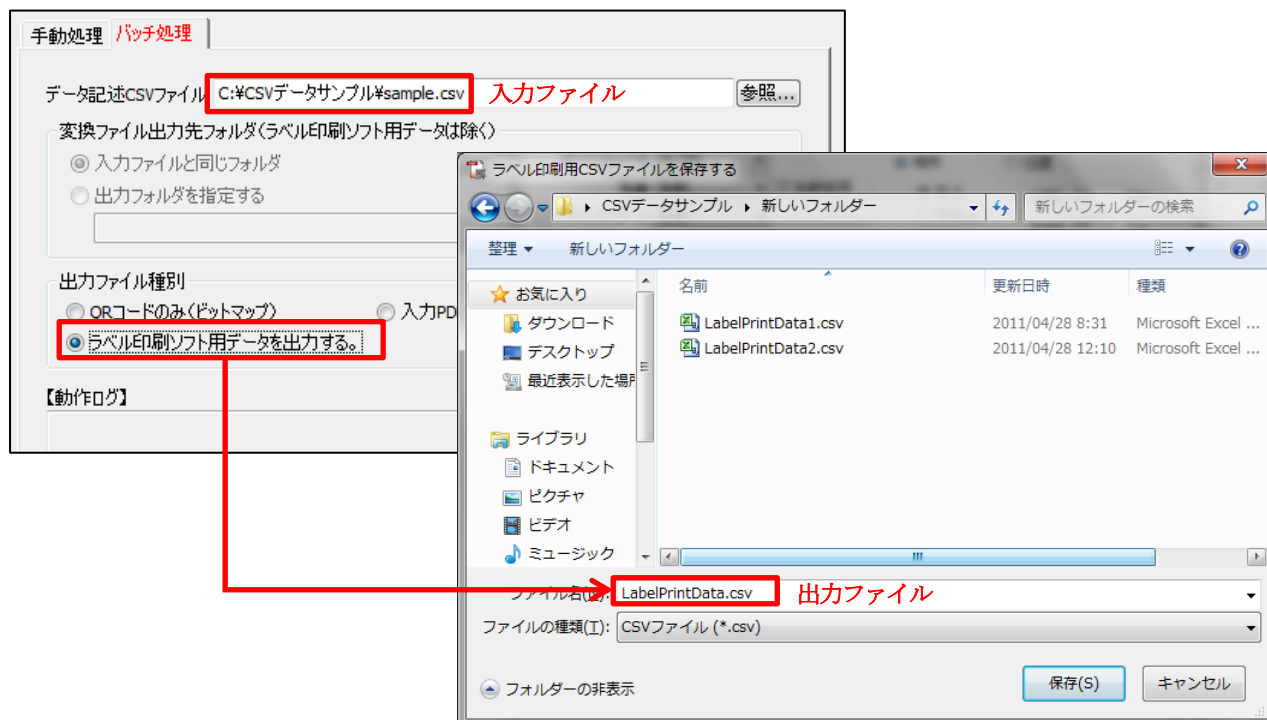 手動処理 バッチ処理
データ記述CSVファイル C:¥CSVデータサンプル¥sample.csv 入力ファイル 参照...
変換ファイル出力先フォルダ(ラベル印刷ソフト用データは除く)
入力ファイルと同じフォルダ
出力フォルダを指定する
出力ファイル種別
QRコードのみ(ビットマップ) 入力PD
ラベル印刷ソフト用データを出力する。
【動作ログ】
ラベル印刷用CSVファイルを保存する
CSVデータサンプル 新しいフォルダー 新しいフォルダーの検索
整理 新しいフォルダー
お気に入り
ダウンロード
デスクトップ
最近表示した場所
ライブラリ
ドキュメント
ピクチャ
ビデオ
ミュージック
名前 更新日時 種類
LabelPrintData1.csv 2011/04/28 8:31 Microsoft Excel ...
LabelPrintData2.csv 2011/04/28 12:10 Microsoft Excel ...
ファイル名(N): LabelPrintData.csv 出力ファイル
ファイルの種類(T): CSVファイル (*.csv)
フォルダーの非表示 保存(S) キャンセル